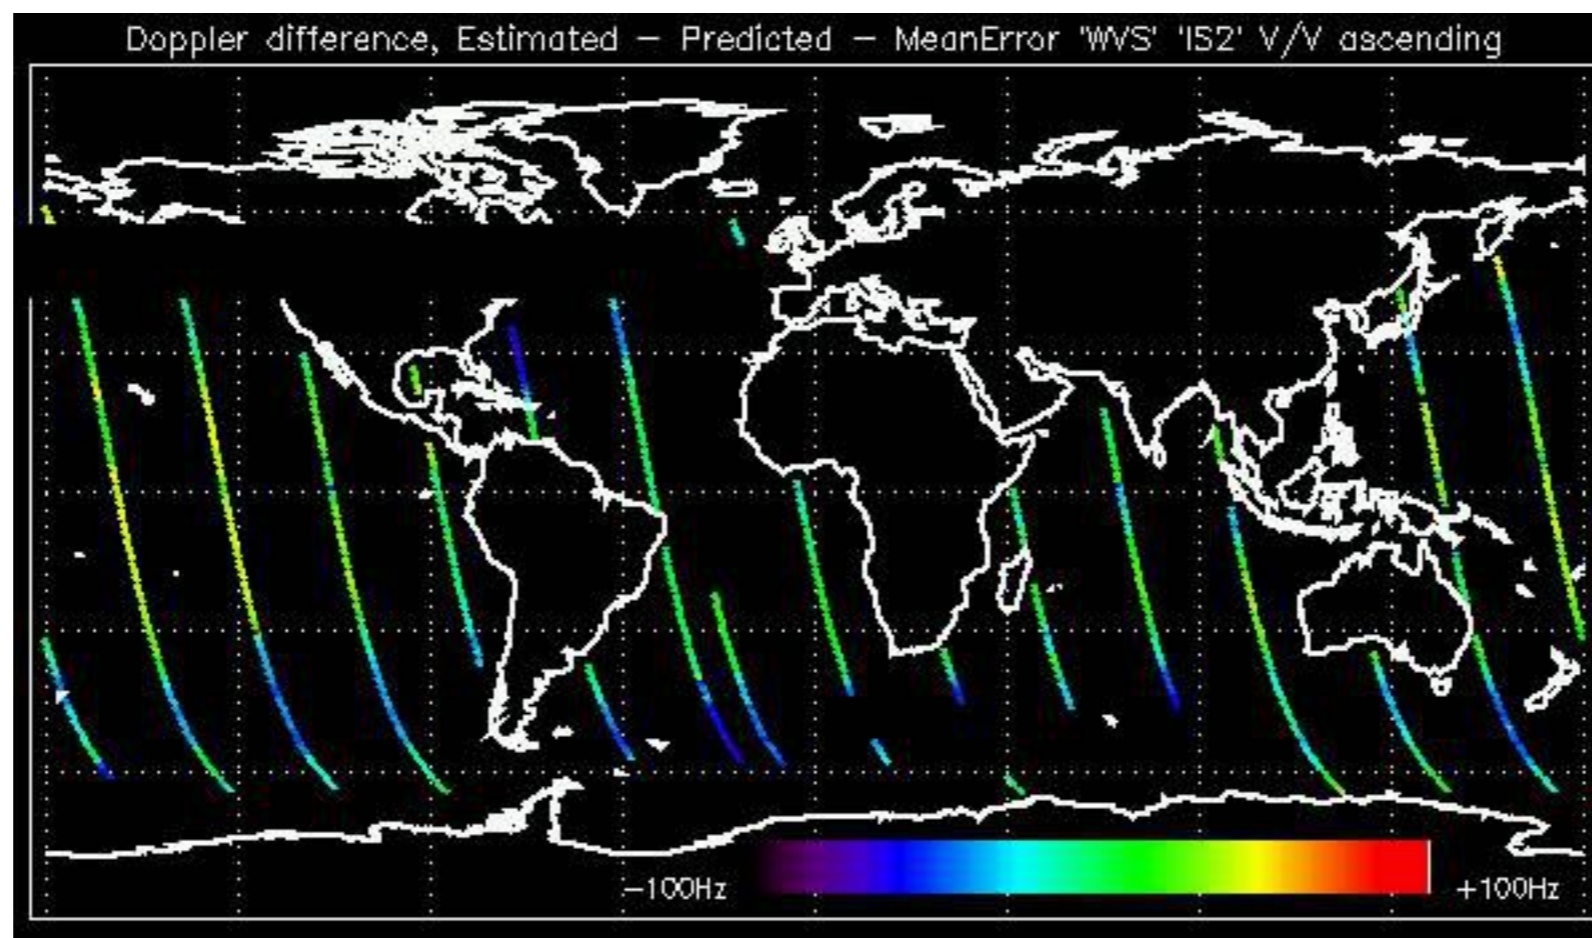 Doppler difference, Estimated - Predicted - MeanError 'WVS' 'IS2' V/V ascending
-100Hz
+100Hz